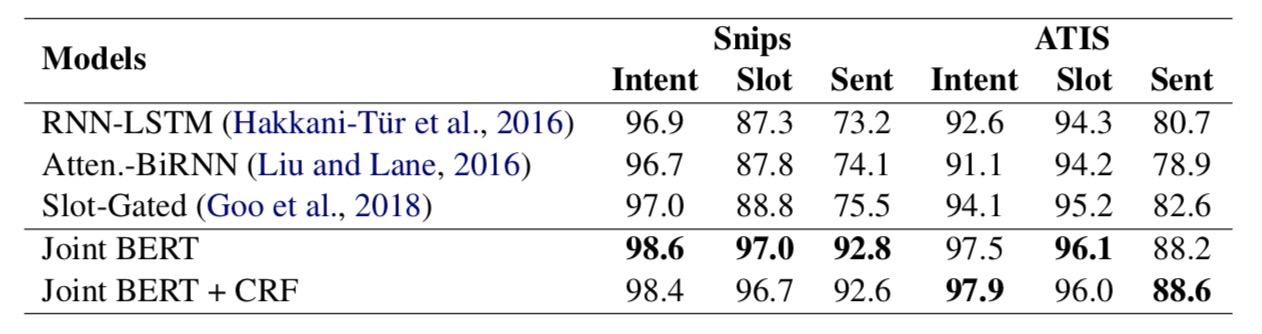 Models Snips ATIS
Intent Slot Sent Intent Slot Sent
RNN-LSTM (Hakkani-Tür et al., 2016) 96.9 87.3 73.2 92.6 94.3 80.7
Atten.-BiRNN (Liu and Lane, 2016) 96.7 87.8 74.1 91.1 94.2 78.9
Slot-Gated (Goo et al., 2018) 97.0 88.8 75.5 94.1 95.2 82.6
Joint BERT 98.6 97.0 92.8 97.5 96.1 88.2
Joint BERT + CRF 98.4 96.7 92.6 97.9 96.0 88.6